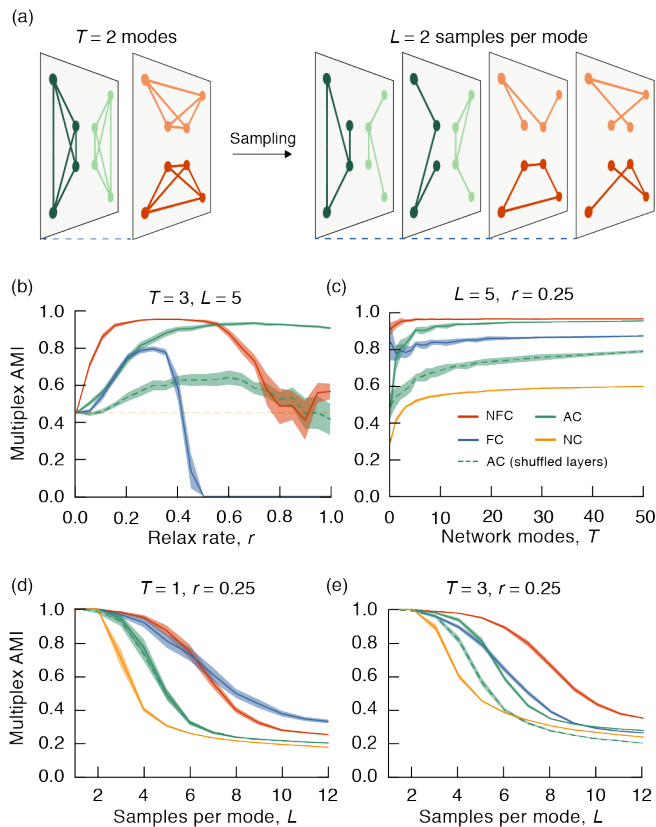 (a)
T = 2 modes
L = 2 samples per mode
Sampling
(b)
T = 3, L = 5
(c)
L = 5, r = 0.25
Multiplex AMI
1.0
0.8
0.6
0.4
0.2
0.0
0.0 0.2 0.4 0.6 0.8 1.0
Relax rate, r
1.0
0.8
0.6
0.4
0.2
0.0
NFC
AC
FC
NC
AC (shuffled layers)
0 10 20 30 40 50
Network modes, T
(d)
T = 1, r = 0.25
(e)
T = 3, r = 0.25
Multiplex AMI
1.0
0.8
0.6
0.4
0.2
0.0
2 4 6 8 10 12
Samples per mode, L
1.0
0.8
0.6
0.4
0.2
0.0
2 4 6 8 10 12
Samples per mode, L